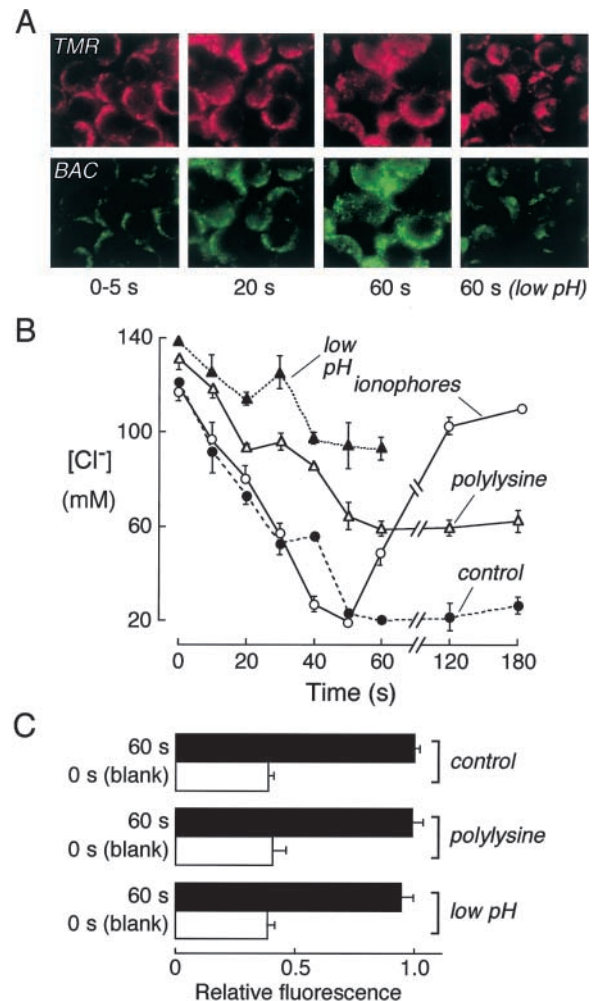 A
TMR
BAC
0-5 s 20 s 60 s 60 s (low pH)
B
140
100
60
20
[Cl⁻]
(mM)
low
pH
ionophores
polylysine
control
0 20 40 60 120 180
Time (s)
C
60 s
0 s (blank)
control
60 s
0 s (blank)
polylysine
60 s
0 s (blank)
low pH
0 0.5 1.0
Relative fluorescence